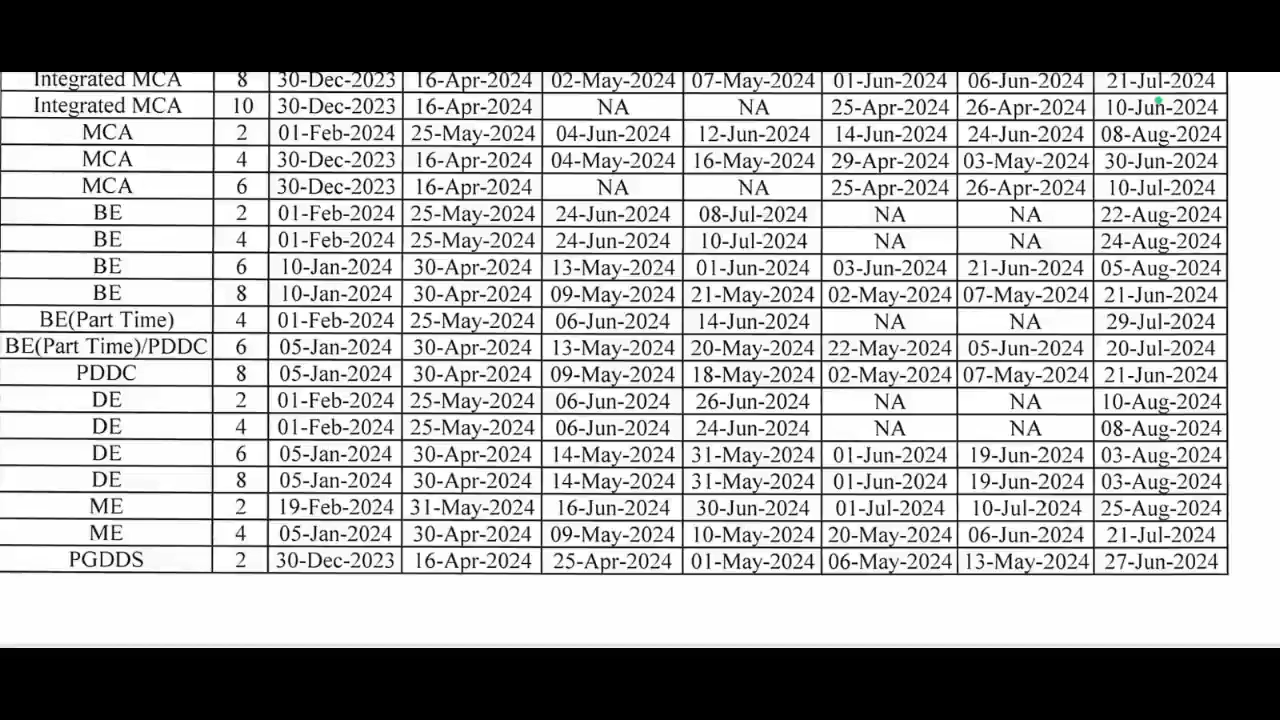 Integrated MCA 8 30-Dec-2023 16-Apr-2024 02-May-2024 07-May-2024 01-Jun-2024 06-Jun-2024 21-Jul-2024
Integrated MCA 10 30-Dec-2023 16-Apr-2024 NA NA 25-Apr-2024 26-Apr-2024 10-Jun-2024
MCA 2 01-Feb-2024 25-May-2024 04-Jun-2024 12-Jun-2024 14-Jun-2024 24-Jun-2024 08-Aug-2024
MCA 4 30-Dec-2023 16-Apr-2024 04-May-2024 16-May-2024 29-Apr-2024 03-May-2024 30-Jun-2024
MCA 6 30-Dec-2023 16-Apr-2024 NA NA 25-Apr-2024 26-Apr-2024 10-Jul-2024
BE 2 01-Feb-2024 25-May-2024 24-Jun-2024 08-Jul-2024 NA NA 22-Aug-2024
BE 4 01-Feb-2024 25-May-2024 24-Jun-2024 10-Jul-2024 NA NA 24-Aug-2024
BE 6 10-Jan-2024 30-Apr-2024 13-May-2024 01-Jun-2024 03-Jun-2024 21-Jun-2024 05-Aug-2024
BE 8 10-Jan-2024 30-Apr-2024 09-May-2024 21-May-2024 02-May-2024 07-May-2024 21-Jun-2024
BE(Part Time) 4 01-Feb-2024 25-May-2024 06-Jun-2024 14-Jun-2024 NA NA 29-Jul-2024
BE(Part Time)/PDDC 6 05-Jan-2024 30-Apr-2024 13-May-2024 20-May-2024 22-May-2024 05-Jun-2024 20-Jul-2024
PDDC 8 05-Jan-2024 30-Apr-2024 09-May-2024 18-May-2024 02-May-2024 07-May-2024 21-Jun-2024
DE 2 01-Feb-2024 25-May-2024 06-Jun-2024 26-Jun-2024 NA NA 10-Aug-2024
DE 4 01-Feb-2024 25-May-2024 06-Jun-2024 24-Jun-2024 NA NA 08-Aug-2024
DE 6 05-Jan-2024 30-Apr-2024 14-May-2024 31-May-2024 01-Jun-2024 19-Jun-2024 03-Aug-2024
DE 8 05-Jan-2024 30-Apr-2024 14-May-2024 31-May-2024 01-Jun-2024 19-Jun-2024 03-Aug-2024
ME 2 19-Feb-2024 31-May-2024 16-Jun-2024 30-Jun-2024 01-Jul-2024 10-Jul-2024 25-Aug-2024
ME 4 05-Jan-2024 30-Apr-2024 09-May-2024 10-May-2024 20-May-2024 06-Jun-2024 21-Jul-2024
PGDDS 2 30-Dec-2023 16-Apr-2024 25-Apr-2024 01-May-2024 06-May-2024 13-May-2024 27-Jun-2024